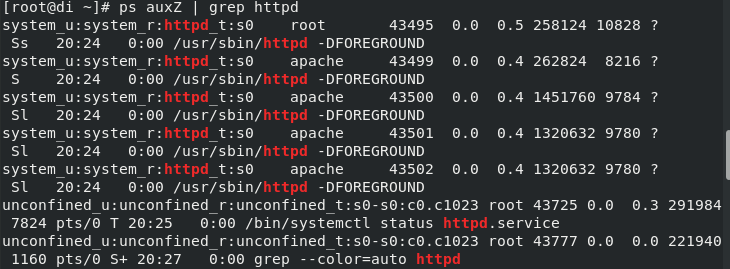 [root@di ~]# ps auxZ | grep httpd
system_u:system_r:httpd_t:s0    root      43495  0.0  0.5 258124 10828 ?
 Ss   20:24   0:00 /usr/sbin/httpd -DFOREGROUND
system_u:system_r:httpd_t:s0    apache    43499  0.0  0.4 262824  8216 ?
 S    20:24   0:00 /usr/sbin/httpd -DFOREGROUND
system_u:system_r:httpd_t:s0    apache    43500  0.0  0.4 1451760 9784 ?
 Sl   20:24   0:00 /usr/sbin/httpd -DFOREGROUND
system_u:system_r:httpd_t:s0    apache    43501  0.0  0.4 1320632 9780 ?
 Sl   20:24   0:00 /usr/sbin/httpd -DFOREGROUND
system_u:system_r:httpd_t:s0    apache    43502  0.0  0.4 1320632 9780 ?
 Sl   20:24   0:00 /usr/sbin/httpd -DFOREGROUND
unconfined_u:unconfined_r:unconfined_t:s0-s0:c0.c1023 root 43725 0.0  0.3 291984
 7824 pts/0 T 20:25   0:00 /bin/systemctl status httpd.service
unconfined_u:unconfined_r:unconfined_t:s0-s0:c0.c1023 root 43777 0.0  0.0 221940
 1160 pts/0 S+ 20:27   0:00 grep --color=auto httpd